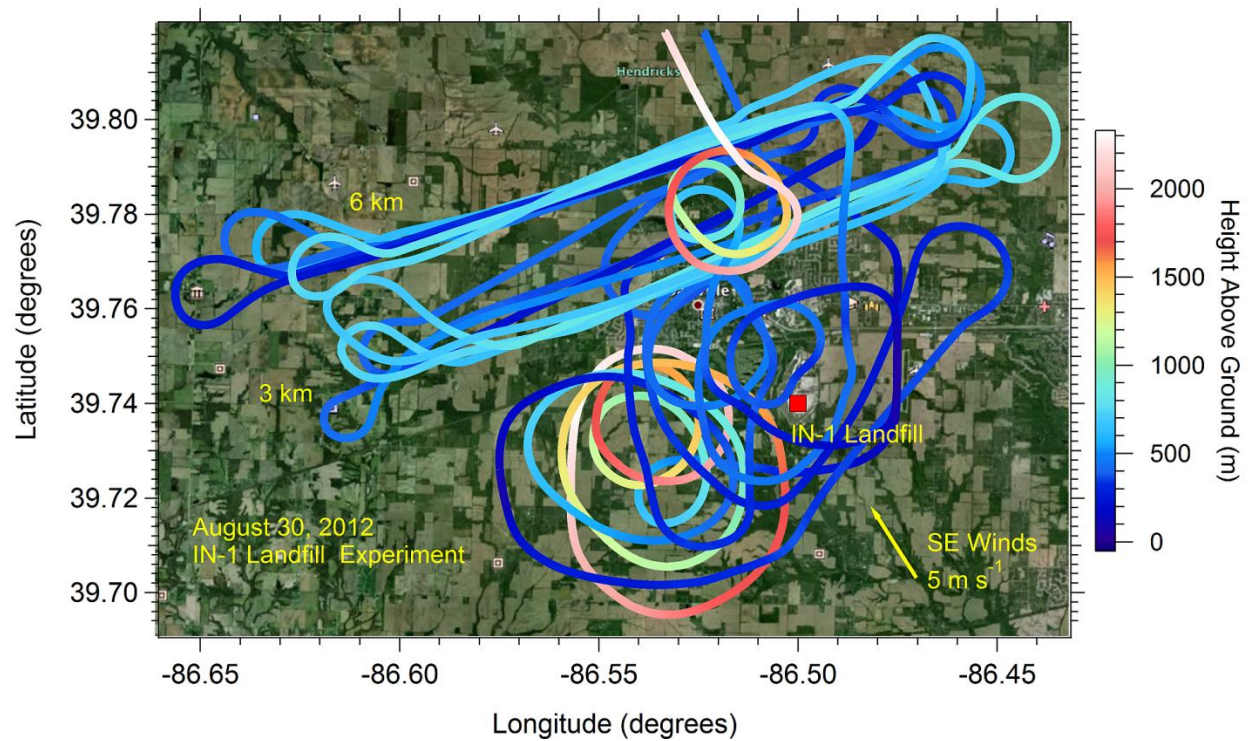 Hendricks
39.80
39.78
39.76
39.74
39.72
39.70
Latitude (degrees)
6 km
3 km
IN-1 Landfill
August 30, 2012
IN-1 Landfill Experiment
SE Winds
5 m s⁻¹
-86.65
-86.60
-86.55
-86.50
-86.45
Longitude (degrees)
2000
1500
1000
500
0
Height Above Ground (m)